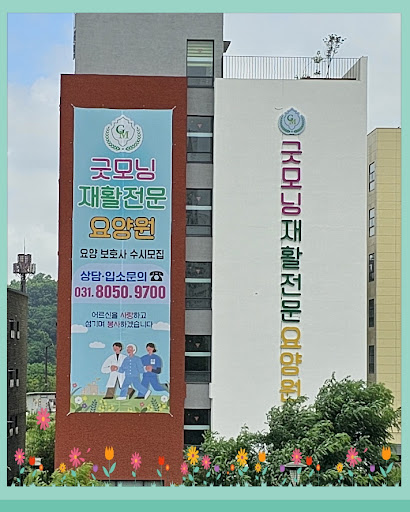 GM
굿모닝
재활전문
요양원
요양 보호사 수시모집
상담·입소문의 ☎
031.8050.9700
어르신을 사랑하고
섬기며 봉사하겠습니다
굿모닝재활전문요양원